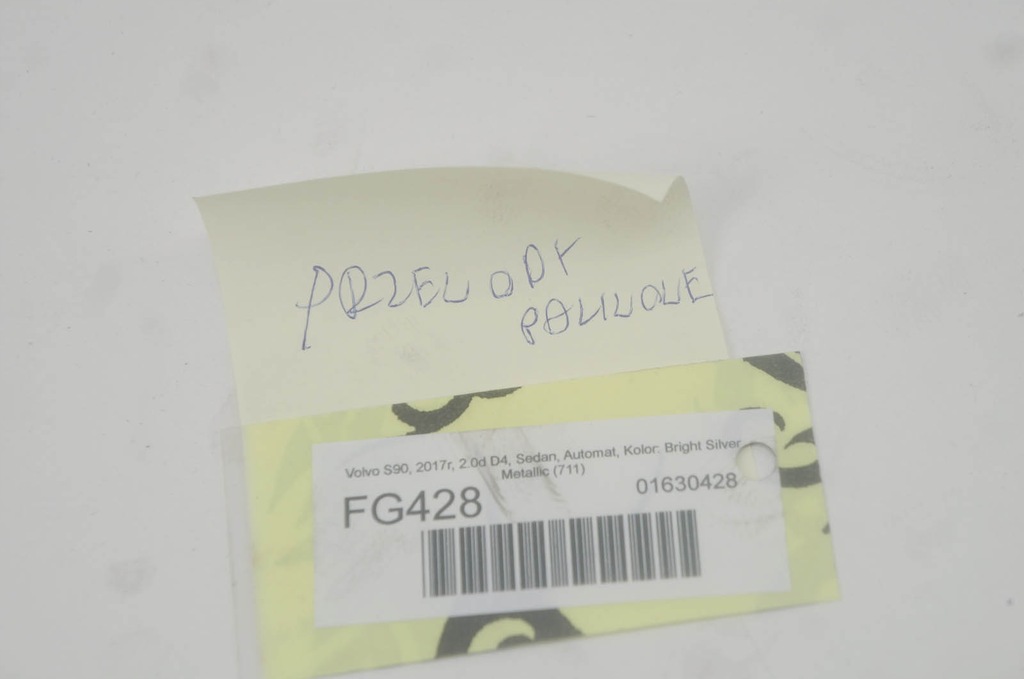 PRZEWODY
PALIWOWE
Volvo S90, 2017r, 2.0d D4, Sedan, Automat, Kolor: Bright Silver
Metallic (711)
FG428
01630428